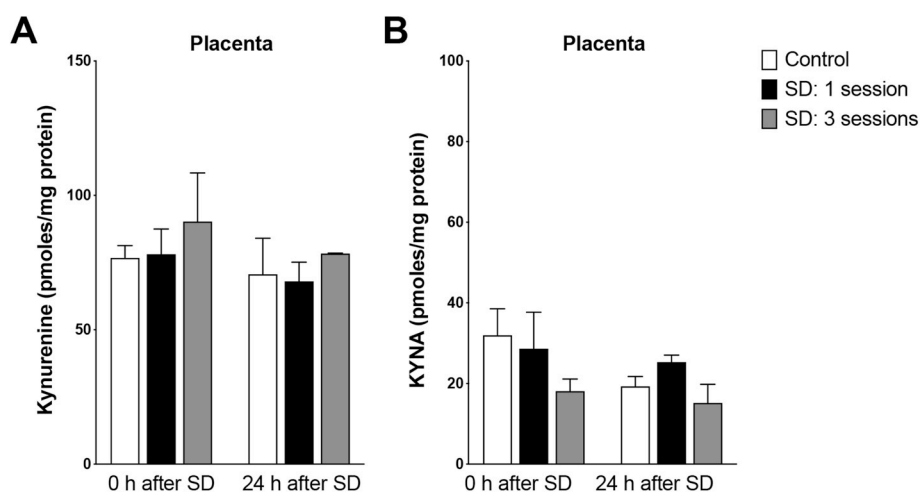 A
Placenta
Kynurenine (pmoles/mg protein)
150
100
50
0
0 h after SD
24 h after SD
B
Placenta
KYNA (pmoles/mg protein)
100
80
60
40
20
0
0 h after SD
24 h after SD
Control
SD: 1 session
SD: 3 sessions